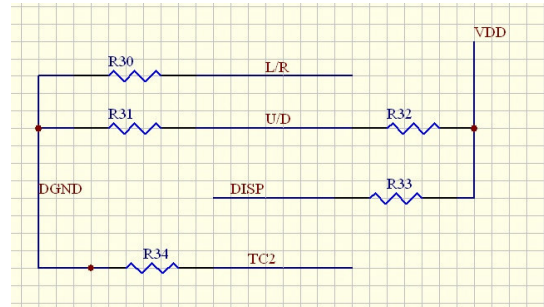 VDD
R30
L/R
R31
U/D
R32
DGND
DISP
R33
R34
TC2